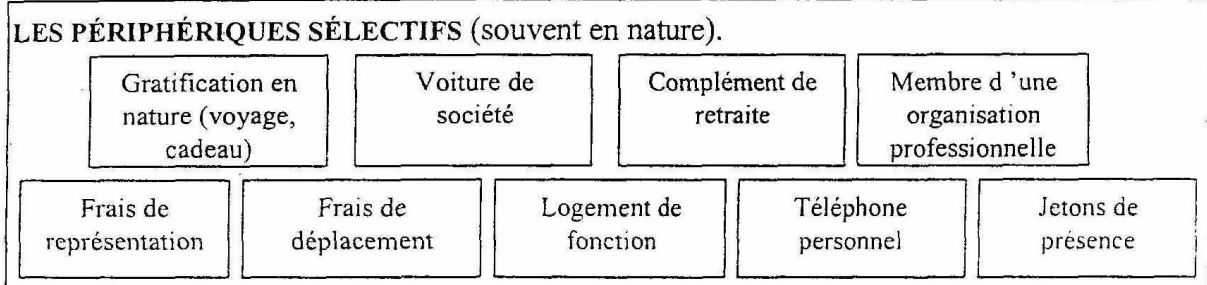 LES PÉRIPHÉRIQUES SÉLECTIFS (souvent en nature).
Gratification en
nature (voyage,
cadeau)
Voiture de
société
Complément de
retraite
Membre d ’une
organisation
professionnelle
Frais de
représentation
Frais de
déplacement
Logement de
fonction
Téléphone
personnel
Jetons de
présence